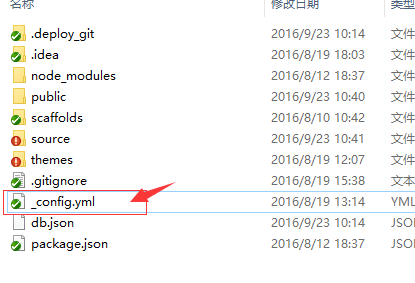 名称 修改日期 类型
.deploy_git 2016/9/23 10:14 文件
.idea 2016/8/19 13:03 文件
node_modules 2016/8/12 18:37 文件
public 2016/9/23 10:40 文件
scaffolds 2016/8/10 10:42 文件
source 2016/9/23 10:41 文件
themes 2016/8/19 12:07 文件
.gitignore 2016/8/19 15:38 文本
_config.yml 2016/8/19 13:14 YML
db.json 2016/9/23 10:14 JSO
package.json 2016/8/12 18:37 JSO